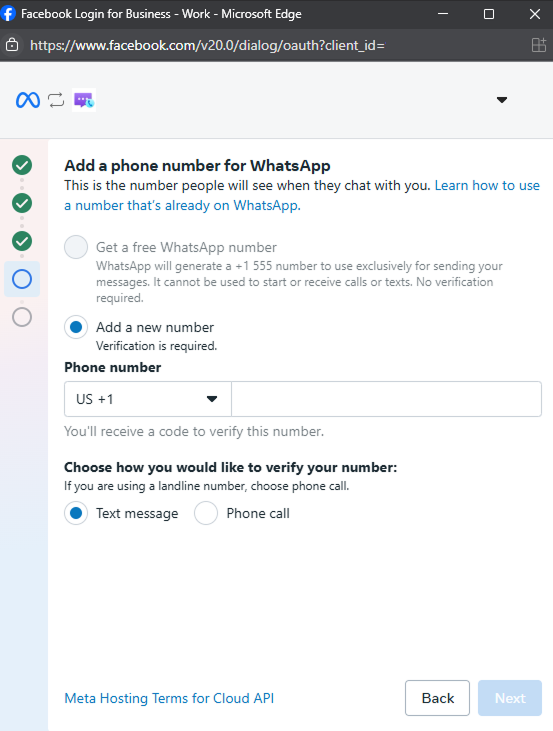 Facebook Login for Business - Work - Microsoft Edge
https://www.facebook.com/v20.0/dialog/oauth?client_id=
Add a phone number for WhatsApp
This is the number people will see when they chat with you. Learn how to use
a number that's already on WhatsApp.
Get a free WhatsApp number
WhatsApp will generate a +1 555 number to use exclusively for sending your
messages. It cannot be used to start or receive calls or texts. No verification
required.
Add a new number
Verification is required.
Phone number
US +1
You'll receive a code to verify this number.
Choose how you would like to verify your number:
If you are using a landline number, choose phone call.
Text message Phone call
Meta Hosting Terms for Cloud API Back Next